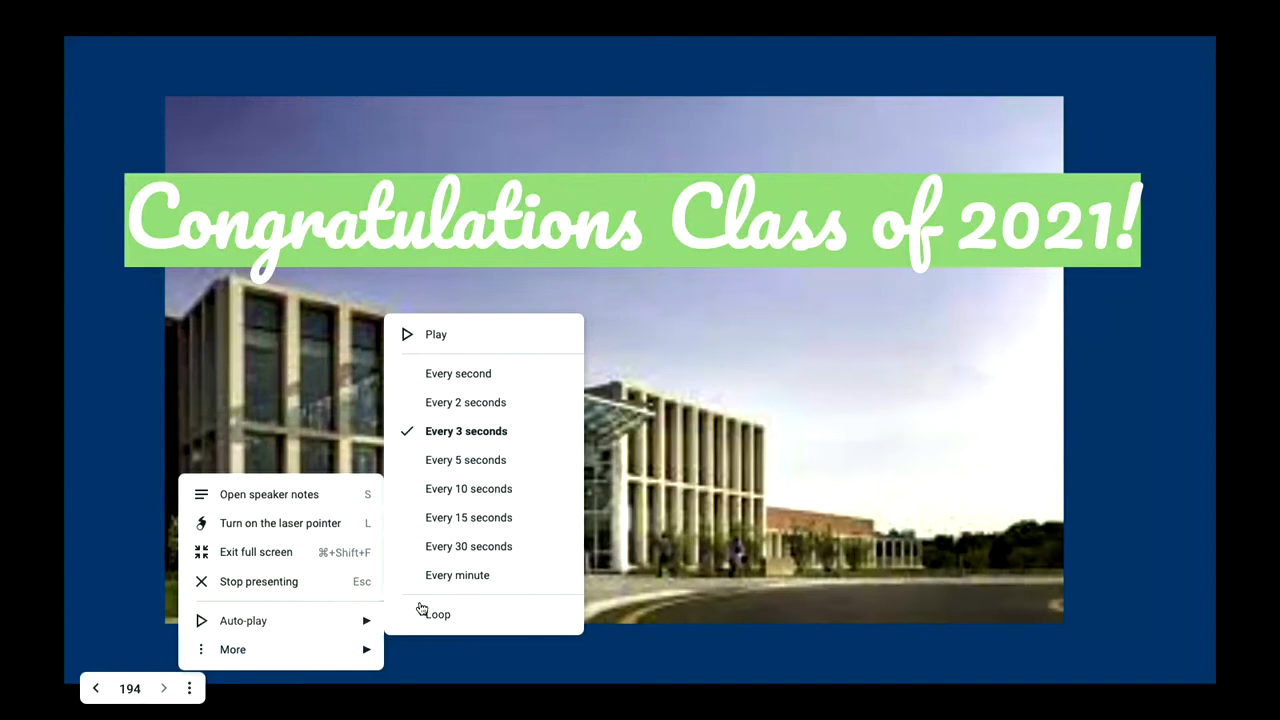 Congratulations Class of 2021!
Play
Every second
Every 2 seconds
Every 3 seconds
Every 5 seconds
Every 10 seconds
Every 15 seconds
Every 30 seconds
Every minute
Loop
Open speaker notes S
Turn on the laser pointer L
Exit full screen ⌘+Shift+F
Stop presenting Esc
Auto-play
More
194